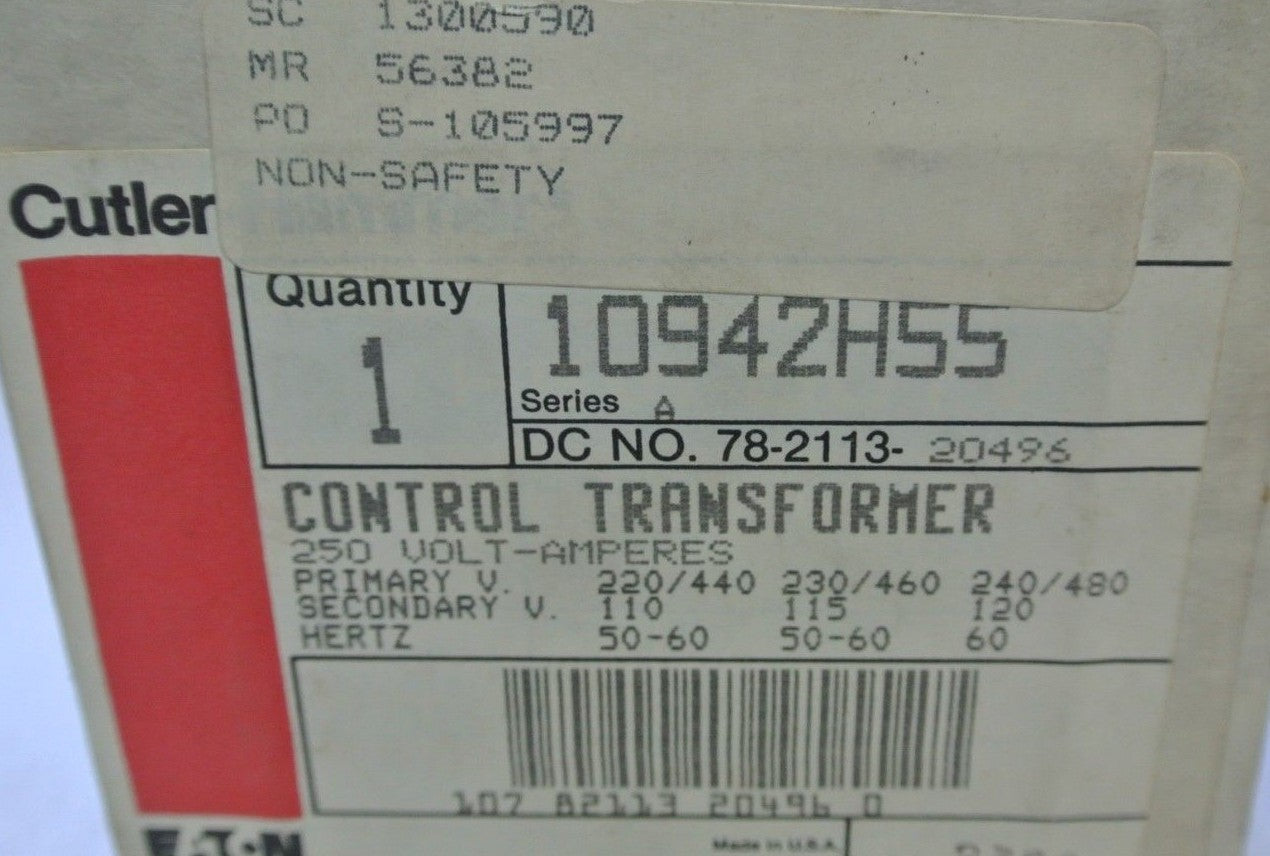 SC 1300590
MR 56382
PO S-105997
NON-SAFETY
Cutler
Quantity
1
10942H55
Series A
DC NO. 78-2113- 20496
CONTROL TRANSFORMER
250 VOLT-AMPERES
PRIMARY V. 220/440 230/460 240/480
SECONDARY V. 110 115 120
HERTZ 50-60 50-60 60
107 82113 20496 0
EATON
Made in U.S.A.